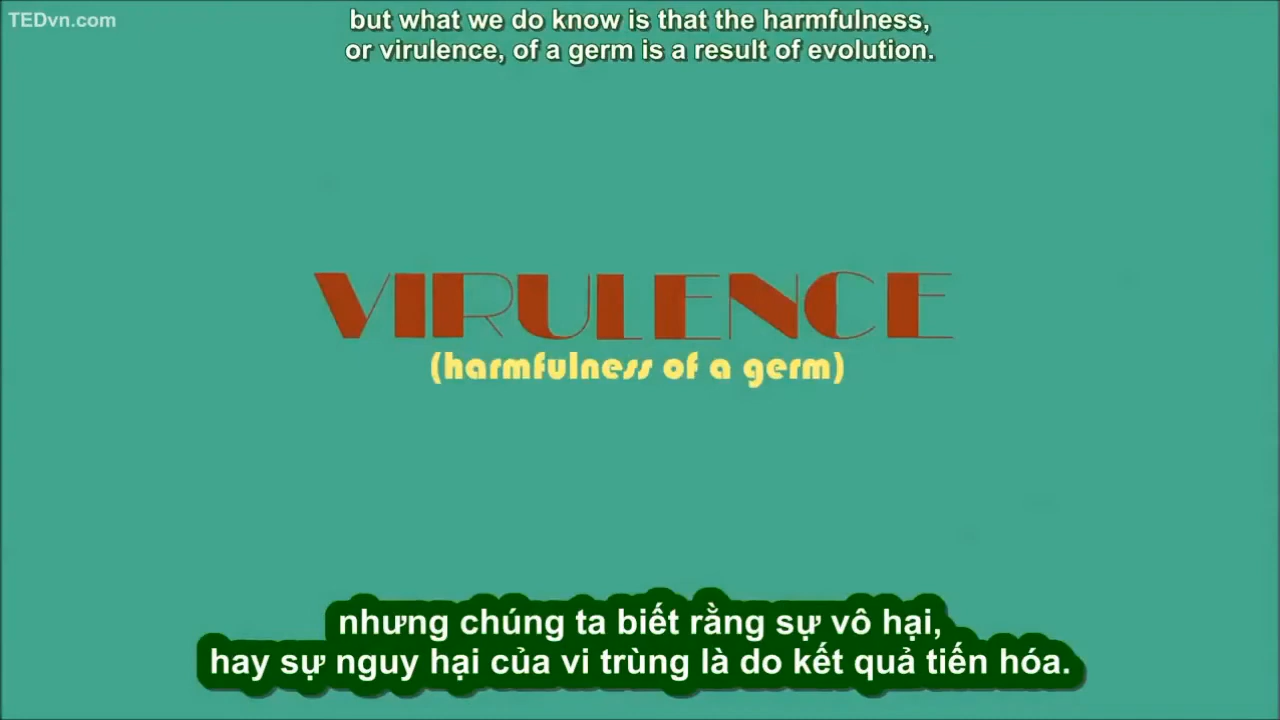 TEDvn.com
but what we do know is that the harmfulness,
or virulence, of a germ is a result of evolution.
VIRULENCE
(harmfulness of a germ)
nhưng chúng ta biết rằng sự vô hại,
hay sự nguy hại của vi trùng là do kết quả tiến hóa.